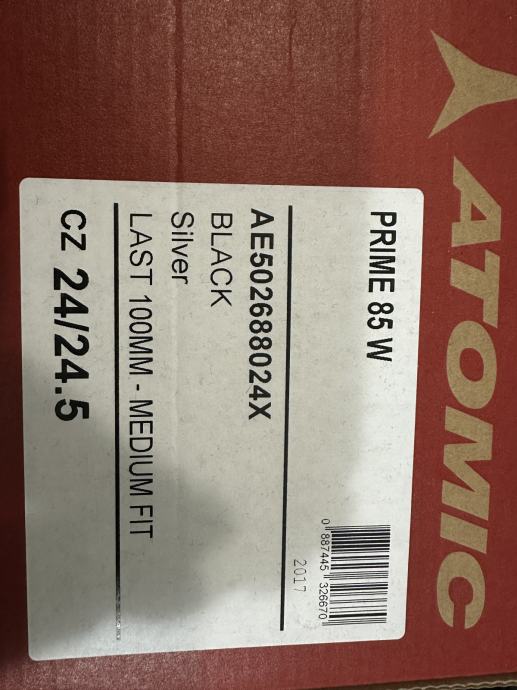 ATOMIC
PRIME 85 W
0 887445 326670
2017
AE502688024X
BLACK
Silver
LAST 100MM - MEDIUM FIT
CZ 24/24.5